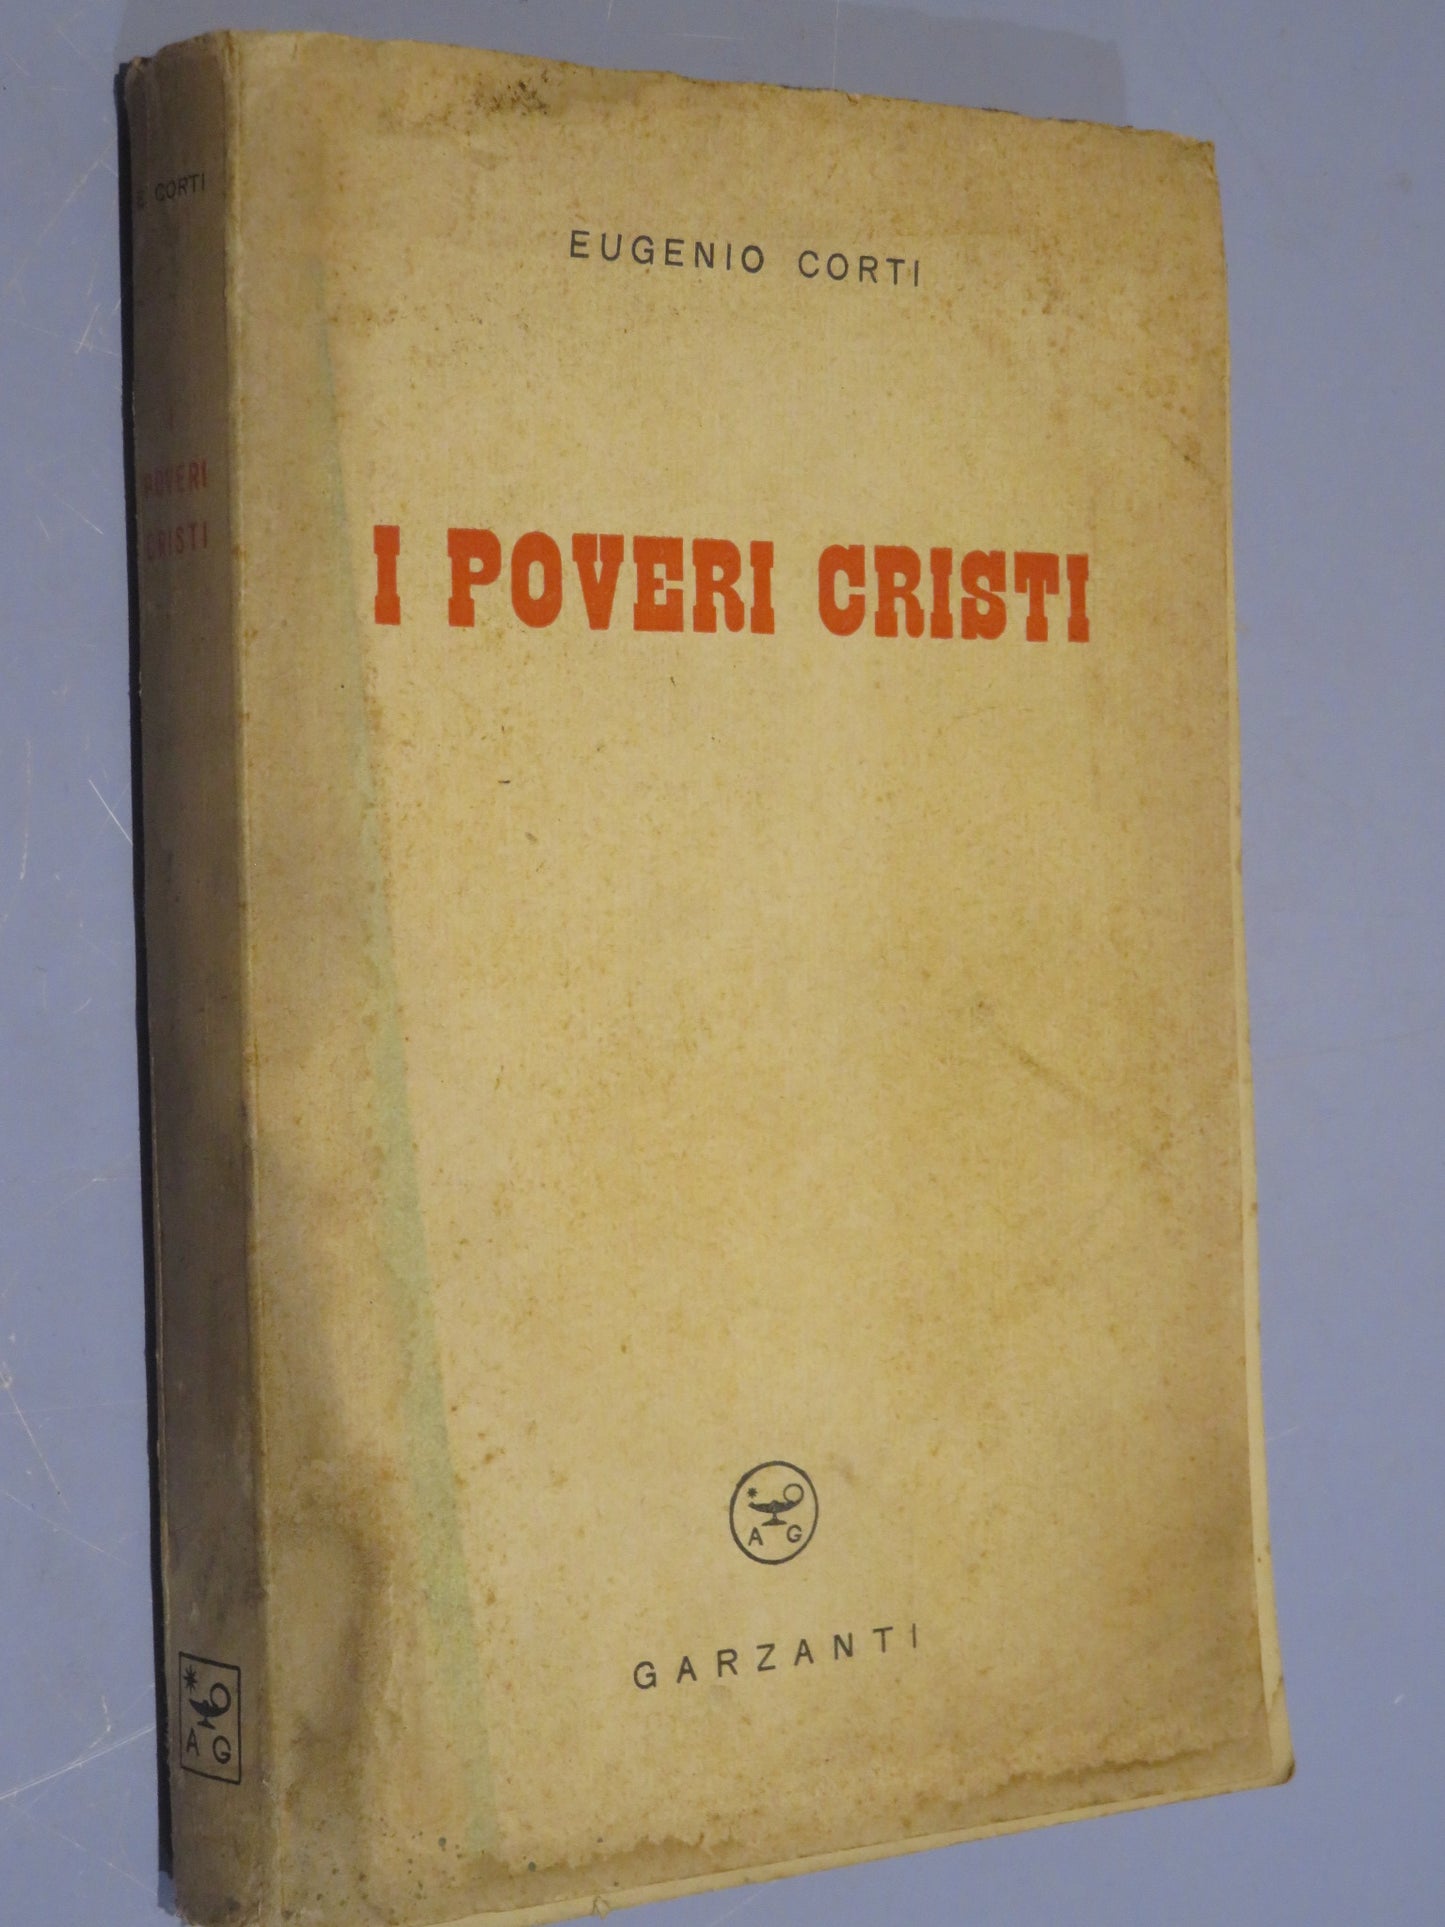 E CORTI
I
POVERI
CRISTI
A G
EUGENIO CORTI
I POVERI CRISTI
A G
GARZANTI